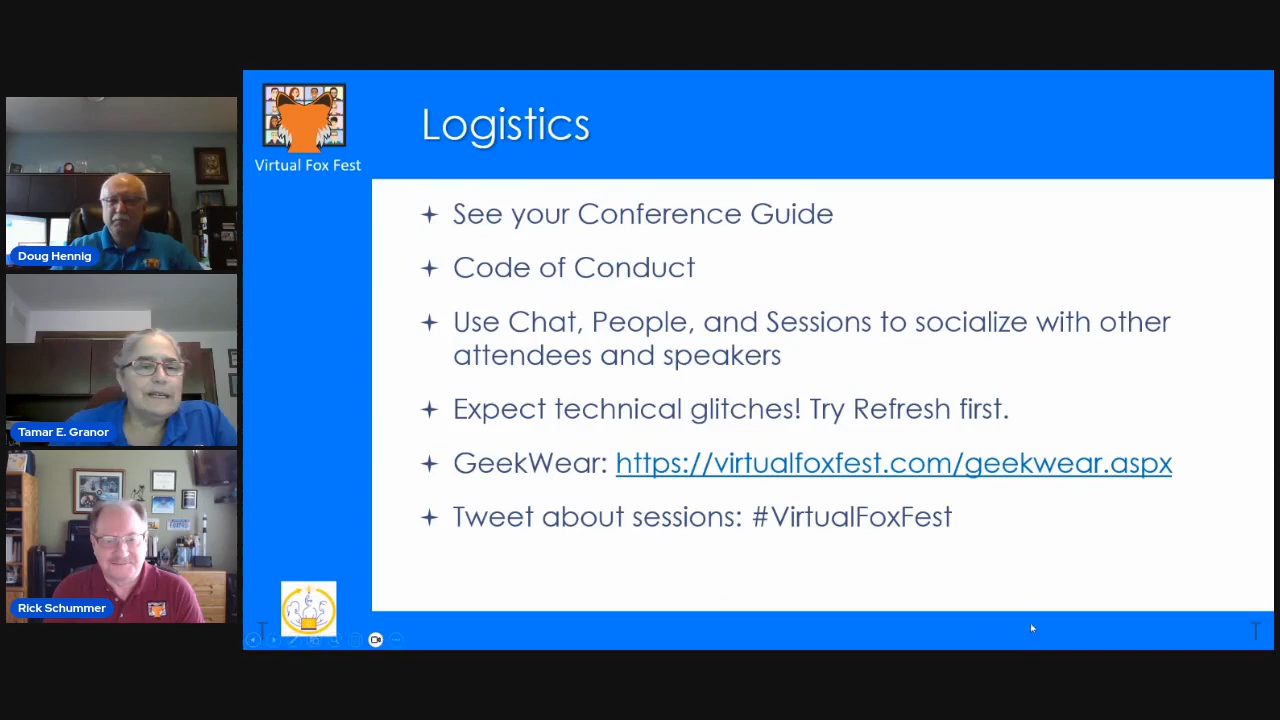 Logistics
Virtual Fox Fest
See your Conference Guide
Code of Conduct
Use Chat, People, and Sessions to socialize with other
attendees and speakers
Expect technical glitches! Try Refresh first.
GeekWear: https://virtualfoxfest.com/geekwear.aspx
Tweet about sessions: #VirtualFoxFest
Doug Hennig
Tamar E. Granor
Rick Schummer
T
T